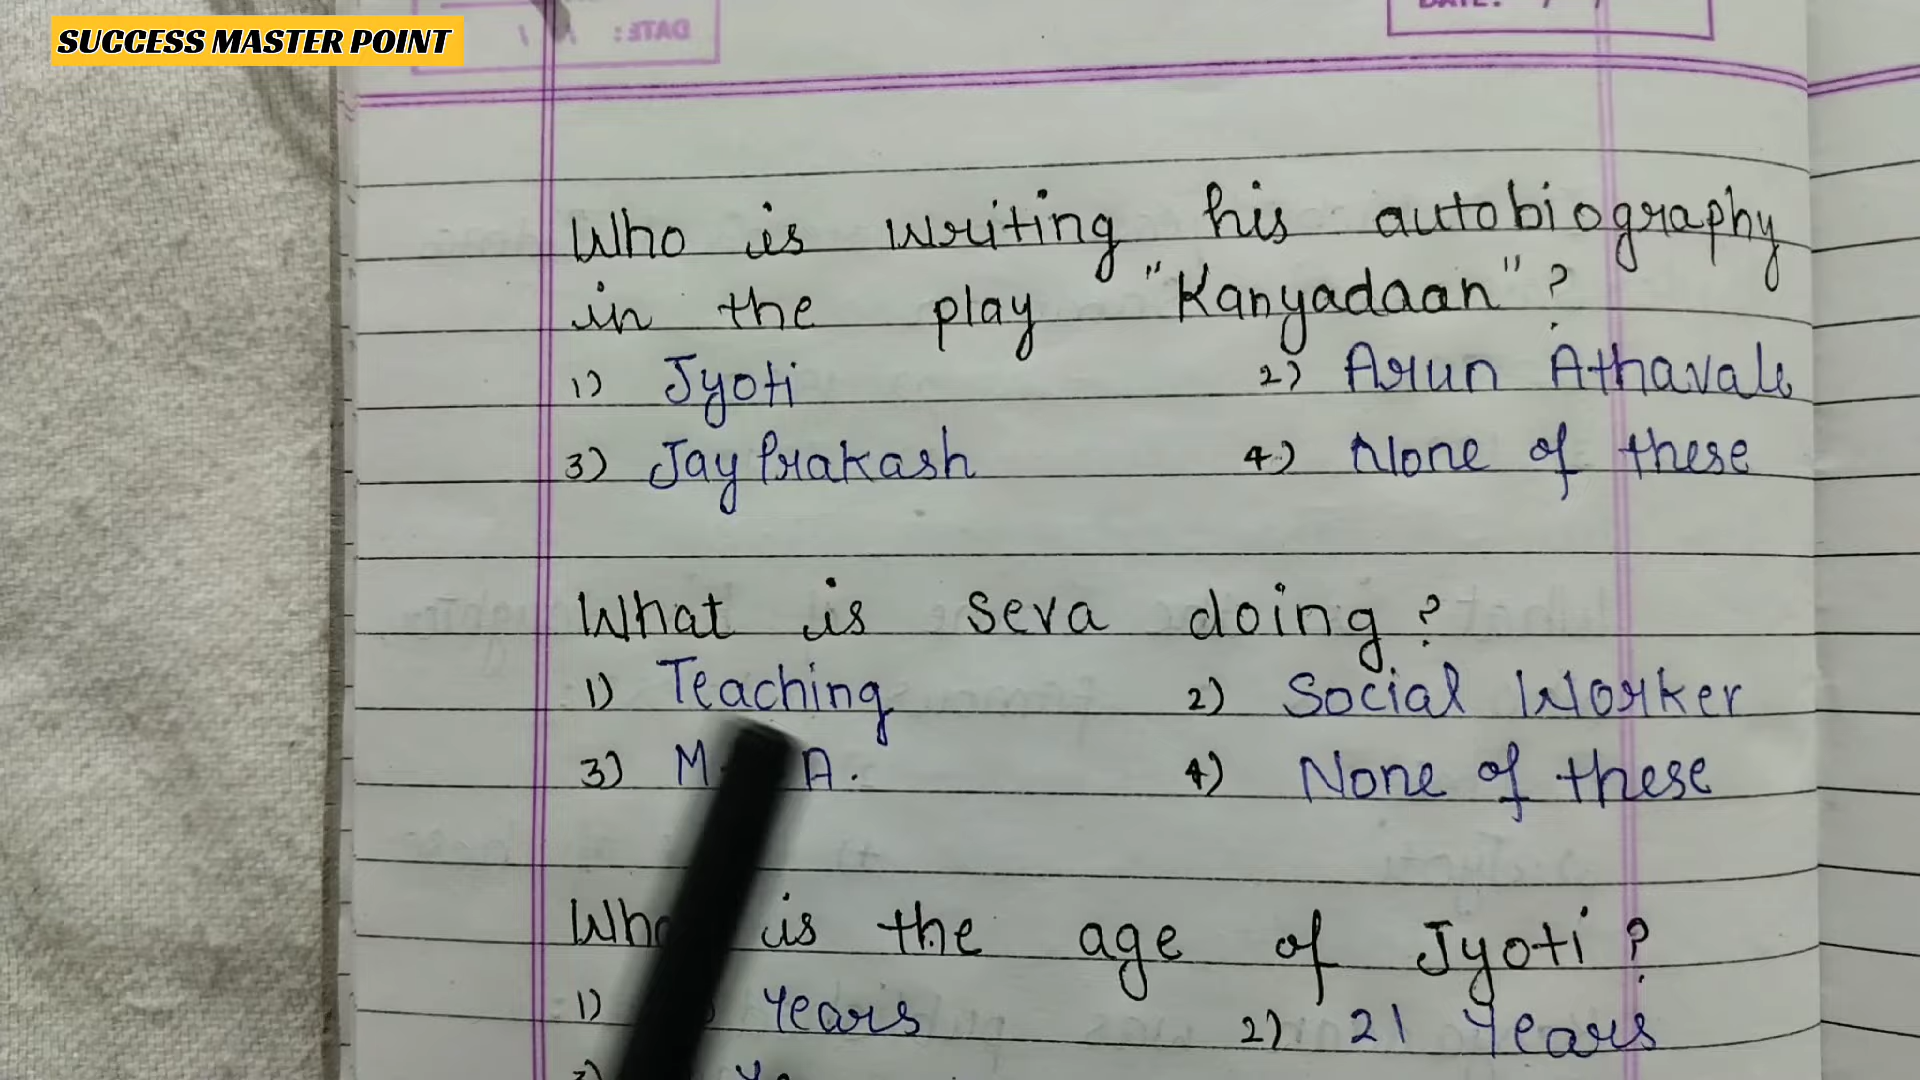 SUCCESS MASTER POINT
DATE:
DATE: / /
Who is writing his autobiography
in the play "Kanyadaan"?
1) Jyoti 2) Arun Athavale
3) Jay Prakash 4) None of these
What is seva doing?
1) Teaching 2) Social Worker
3) M. A. 4) None of these
is the age of Jyoti?
1) Years 2) 21 Years